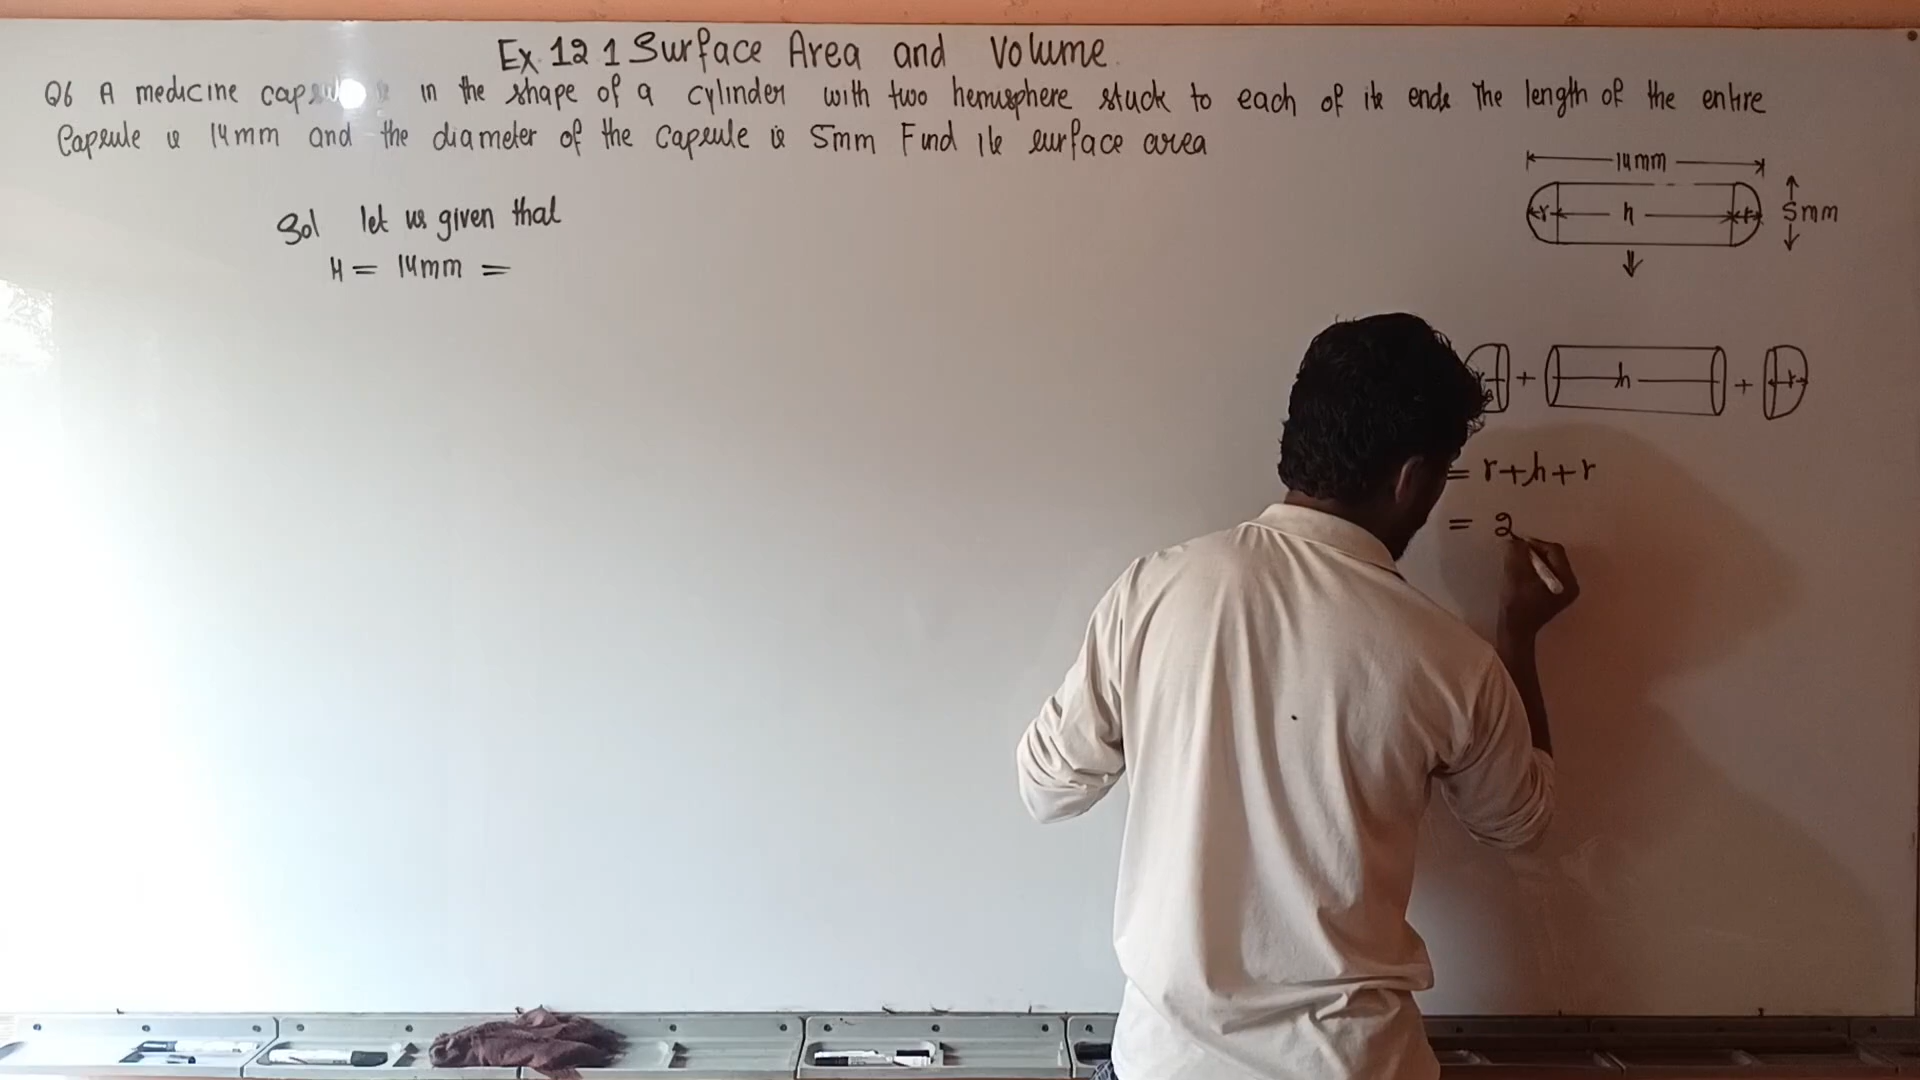 Ex. 12 1 Surface Area and Volume
Q6 A medicine in the shape of a cylinder with two hemisphere stuck to each of its ends The length of the entire
Capsule is 14mm and the diameter of the capsule is 5mm Find its surface area
14mm
r h r 5mm
Sol let us given that
H = 14mm =
+ h + r
= r+h+r
= 2